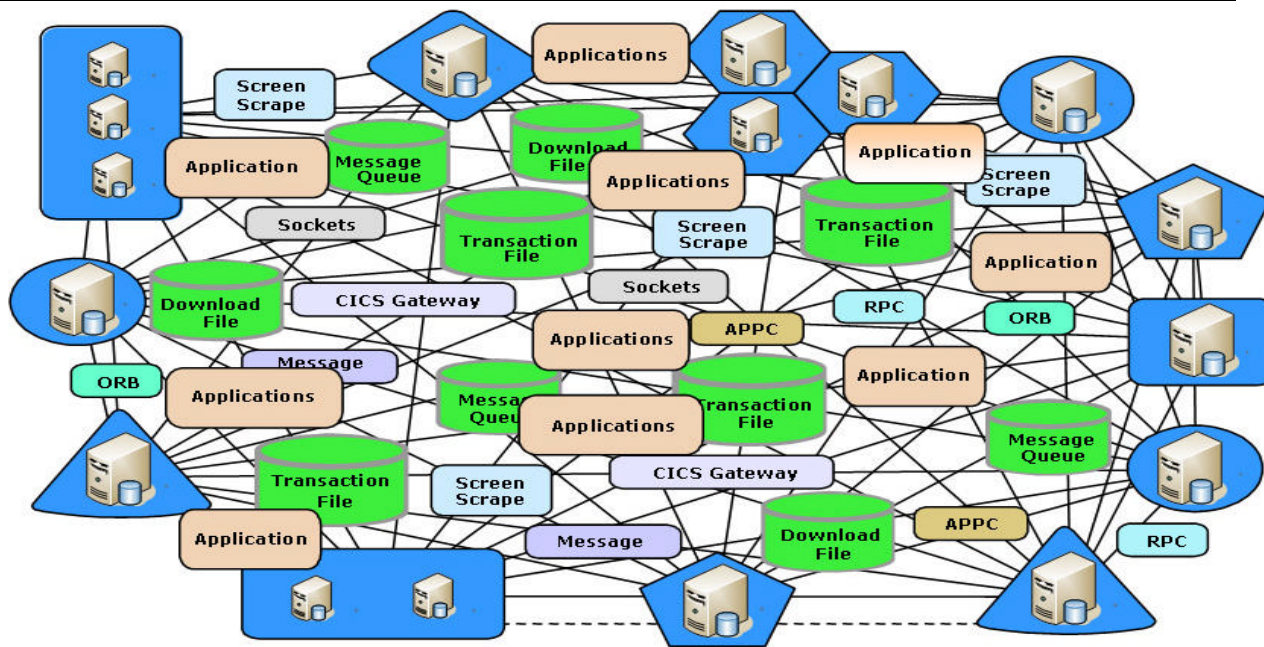 Applications
Screen
Scrape
Application
Message
Queue
Download
File
Applications
Application
Screen
Scrape
Sockets
Transaction
File
Screen
Scrape
Transaction
File
Application
Download
File
CICS Gateway
Sockets
RPC
ORB
Message
Applications
APPC
Application
ORB
Applications
Message
Queue
Applications
Transaction
File
Message
Queue
Transaction
File
Screen
Scrape
CICS Gateway
Application
Message
Download
File
APPC
RPC